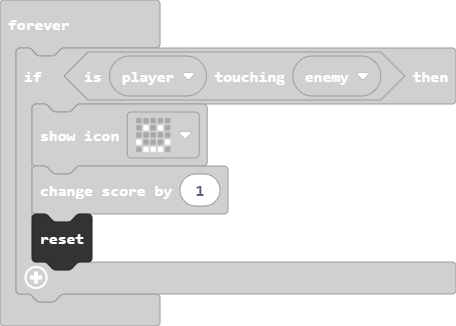 forever
if is player touching enemy then
show icon
change score by 1
reset